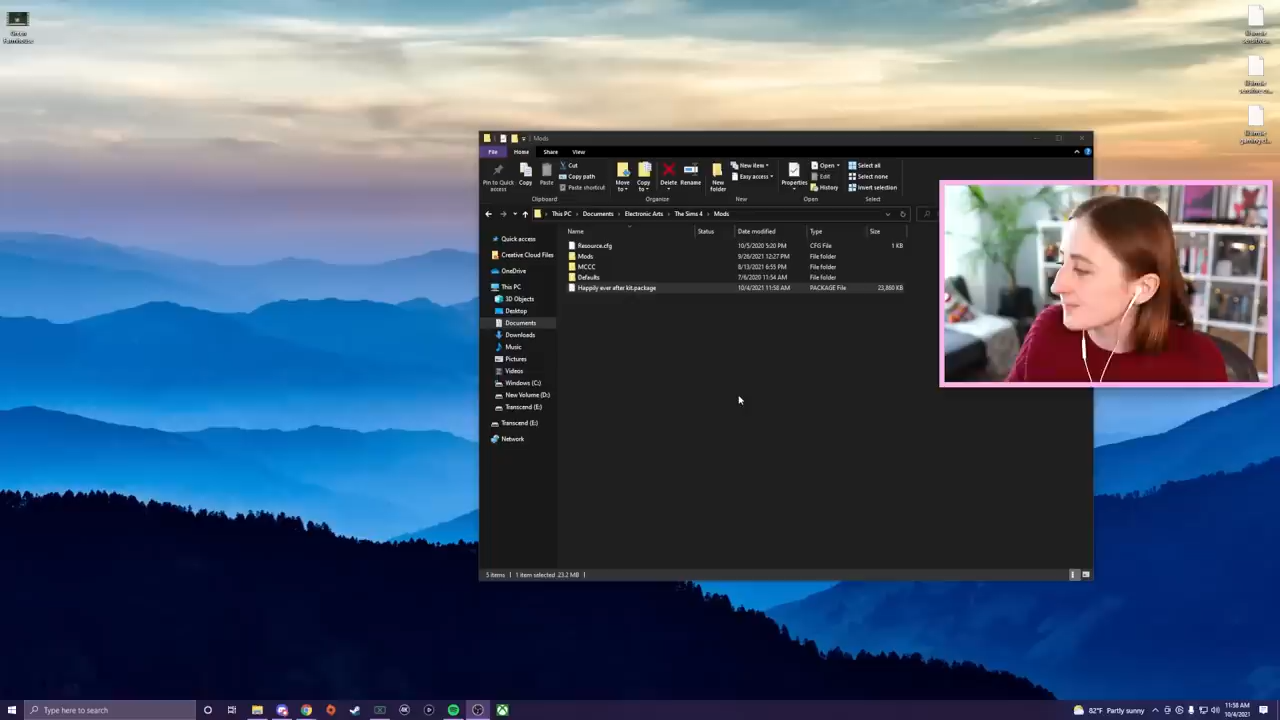 Green
Farmhouse
Mods
File
Home
Share
View
Pin to Quick
access
Copy
Paste
Cut
Copy path
Paste shortcut
Clipboard
Move
to
Copy
to
Delete
Rename
Organize
New
folder
New item
Easy access
New
Properties
Open
Edit
History
Open
Select all
Select none
Invert selection
Select
This PC > Documents > Electronic Arts > The Sims 4 > Mods
Name Status Date modified Type Size
Resource.cfg 10/5/2020 5:20 PM CFG File 1 KB
Mods 9/26/2021 12:27 PM File folder
MCCC 8/13/2021 6:55 PM File folder
Defaults 7/6/2020 11:54 AM File folder
Happily ever after kit.package 10/4/2021 11:58 AM PACKAGE File 23,860 KB
Quick access
Creative Cloud Files
OneDrive
This PC
3D Objects
Desktop
Documents
Downloads
Music
Pictures
Videos
Windows (C:)
New Volume (D:)
Transcend (E:)
Transcend (E:)
Network
5 items 1 item selected 23.2 MB
Type here to search
82°F Partly sunny
11:58 AM
10/4/2021